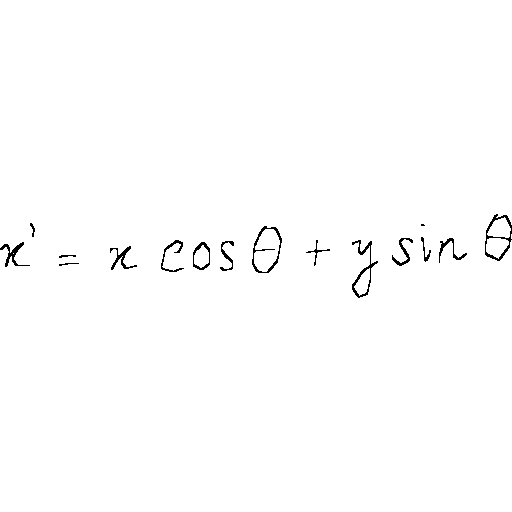 x' = x cos θ + y sin θ